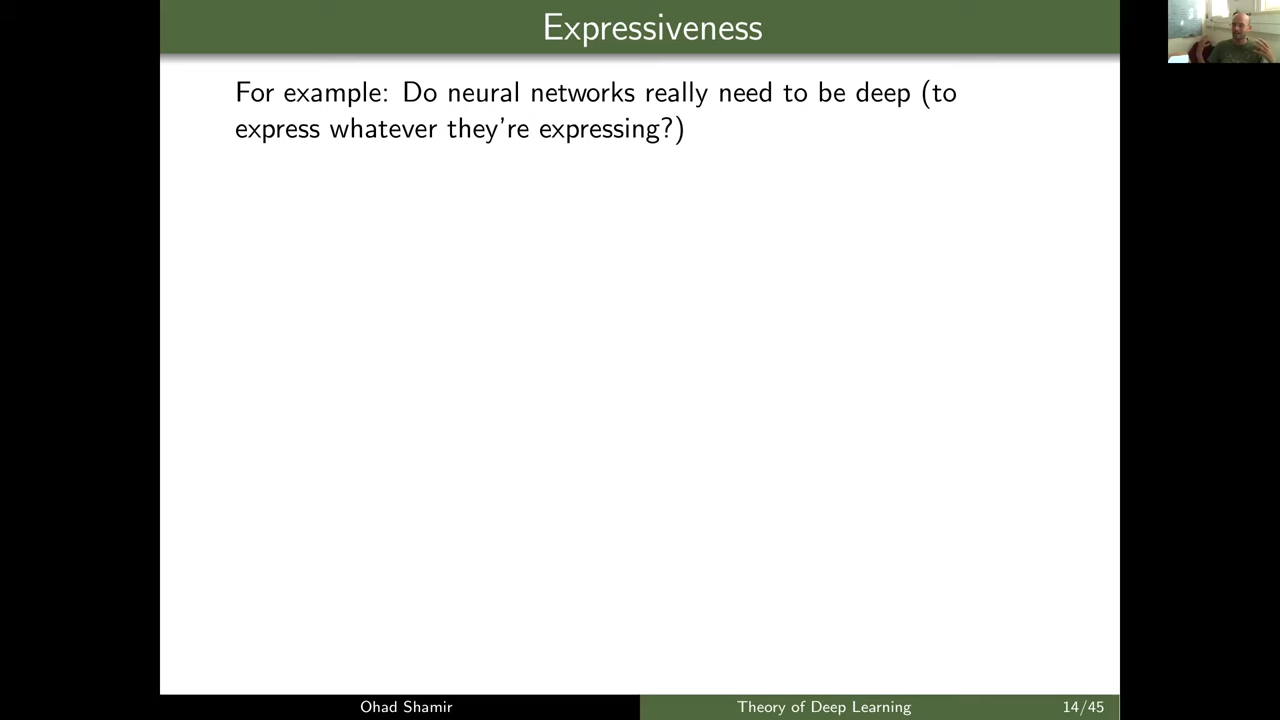 Expressiveness
For example: Do neural networks really need to be deep (to
express whatever they're expressing?)
Ohad Shamir
Theory of Deep Learning
14/45